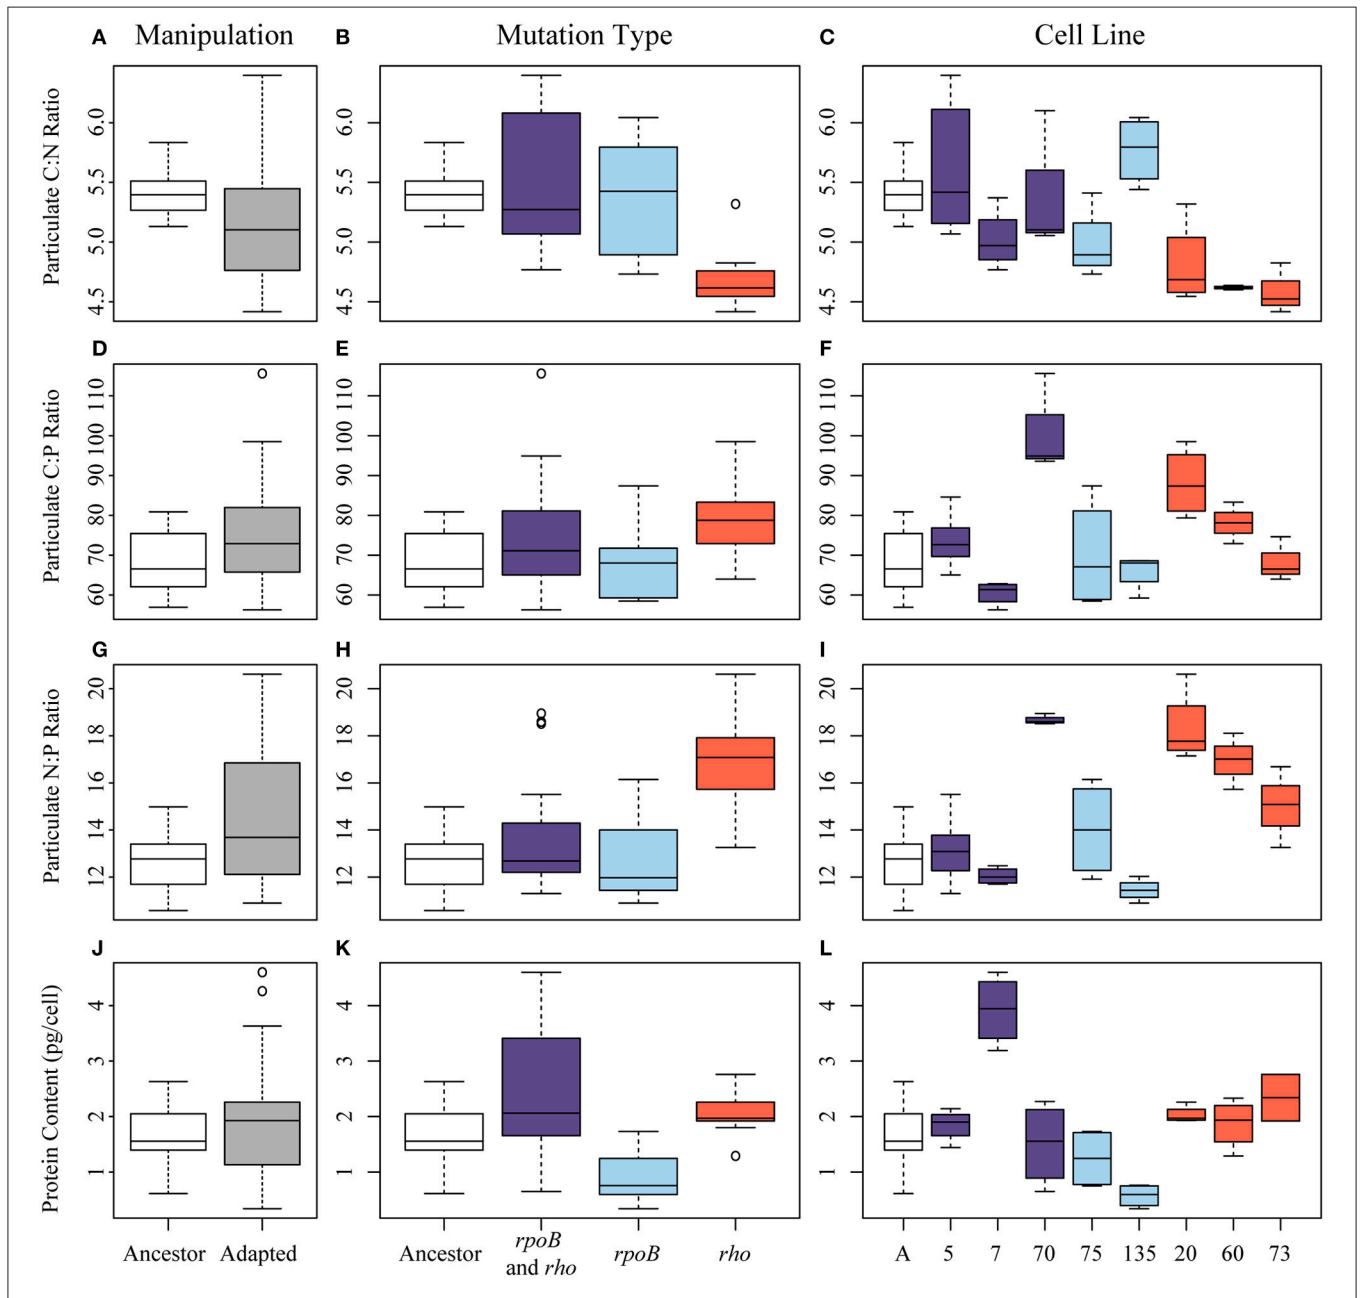 A Manipulation B Mutation Type C Cell Line
Particulate C:N Ratio
4.5 5.0 5.5 6.0
4.5 5.0 5.5 6.0
4.5 5.0 5.5 6.0
D E F
Particulate C:P Ratio
60 70 80 90 100 110
60 70 80 90 100 110
60 70 80 90 100 110
G H I
Particulate N:P Ratio
12 14 16 18 20
12 14 16 18 20
12 14 16 18 20
J K L
Protein Content (pg/cell)
1 2 3 4
1 2 3 4
1 2 3 4
Ancestor Adapted
Ancestor rpoB and rho rpoB rho
A 5 7 70 75 135 20 60 73